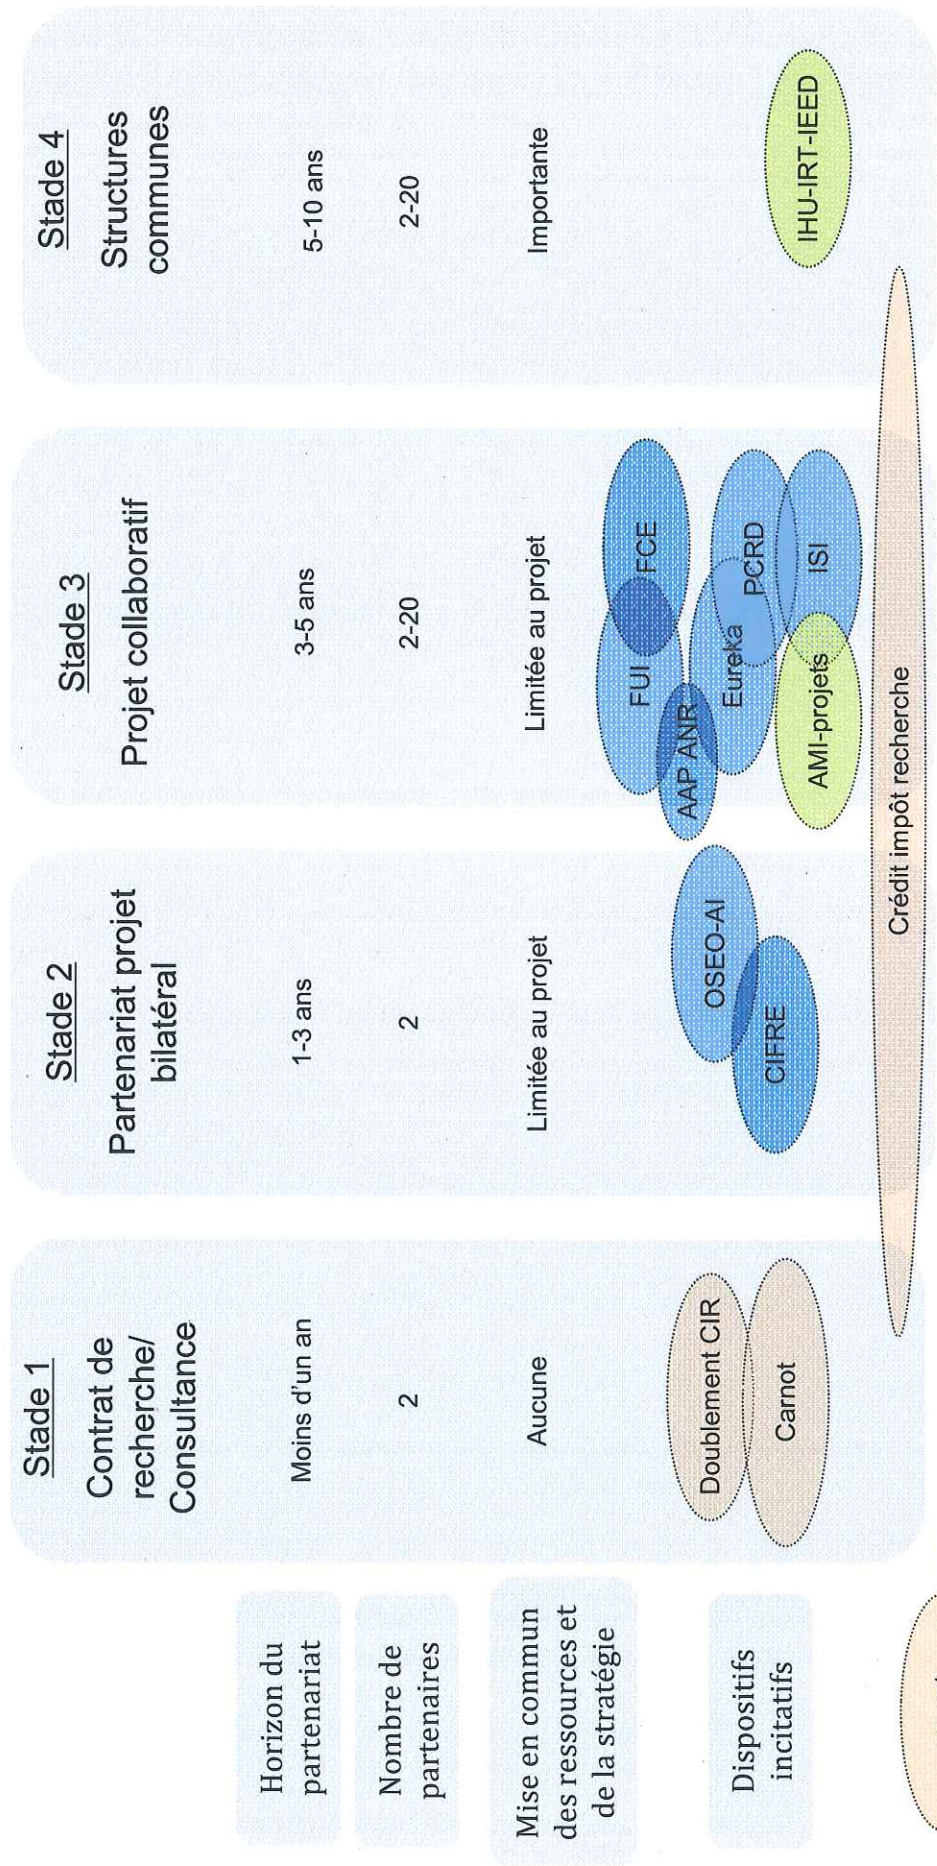 Stade 1
Contrat de
recherche/
Consultance
Stade 2
Partenariat projet
bilatéral
Stade 3
Projet collaboratif
Stade 4
Structures
communes
Horizon du
partenariat
Moins d'un an
1-3 ans
3-5 ans
5-10 ans
Nombre de
partenaires
2
2
2-20
2-20
Mise en commun
des ressources et
de la stratégie
Aucune
Limitée au projet
Limitée au projet
Importante
Dispositifs
incitatifs
Doublement CIR
Carnot
OSEO-AI
CIFRE
FUI
FCE
AAP ANR
Eureka
PCRD
AMI-projets
ISI
IHU-IRT-IEED
Crédit impôt recherche